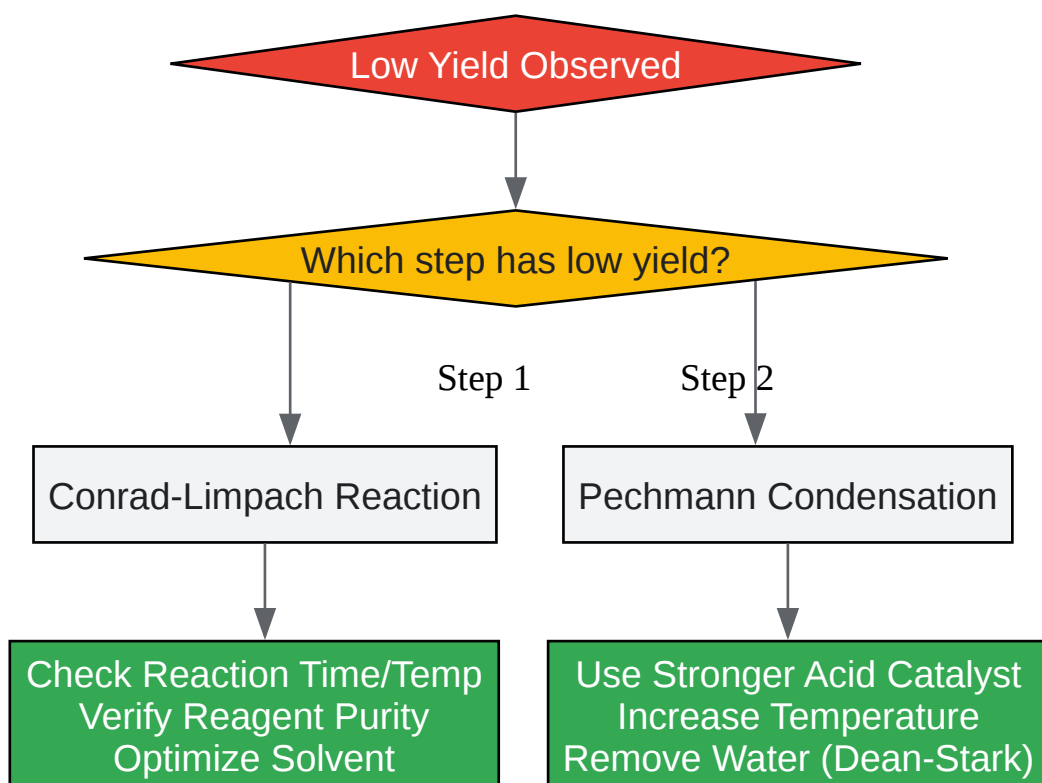 Low Yield Observed
Which step has low yield?
Step 1
Step 2
Conrad-Limpach Reaction
Pechmann Condensation
Check Reaction Time/Temp
Verify Reagent Purity
Optimize Solvent
Use Stronger Acid Catalyst
Increase Temperature
Remove Water (Dean-Stark)